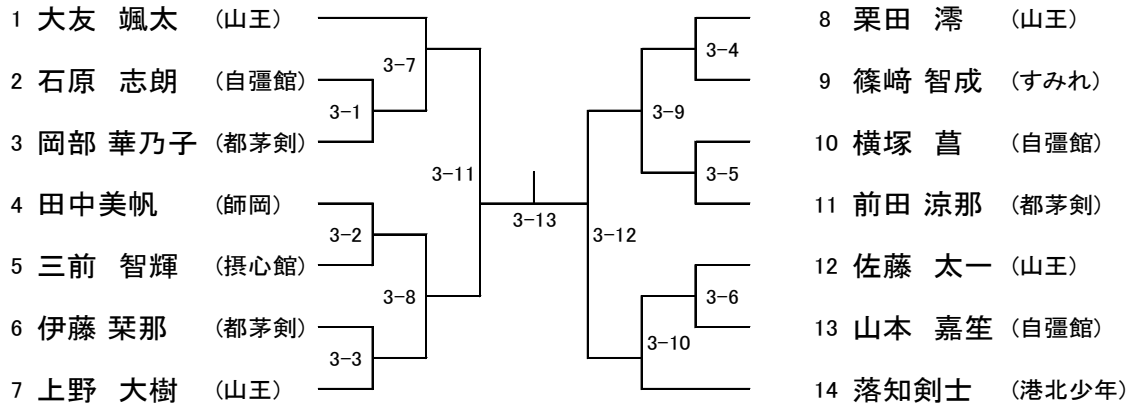 1 大友 颯太 (山王)
2 石原 志朗 (自彊館)
3 岡部 華乃子 (都茅剣)
4 田中美帆 (師岡)
5 三前 智輝 (摂心館)
6 伊藤 栞那 (都茅剣)
7 上野 大樹 (山王)
3-1
3-2
3-3
3-7
3-8
3-11
3-13
3-12
3-9
3-10
3-4
3-5
3-6
8 栗田 澪 (山王)
9 篠﨑 智成 (すみれ)
10 横塚 菖 (自彊館)
11 前田 涼那 (都茅剣)
12 佐藤 太一 (山王)
13 山本 嘉笙 (自彊館)
14 落知剣士 (港北少年)